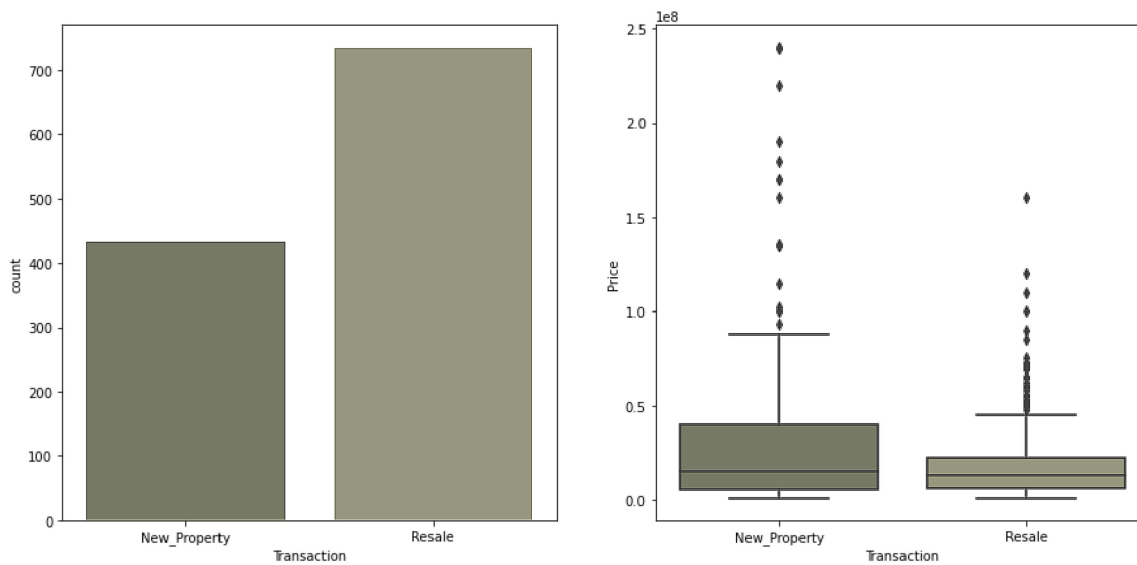 700
600
500
400
300
200
100
0
count
New_Property
Resale
Transaction
1e8
2.5
2.0
1.5
1.0
0.5
0.0
Price
New_Property
Resale
Transaction